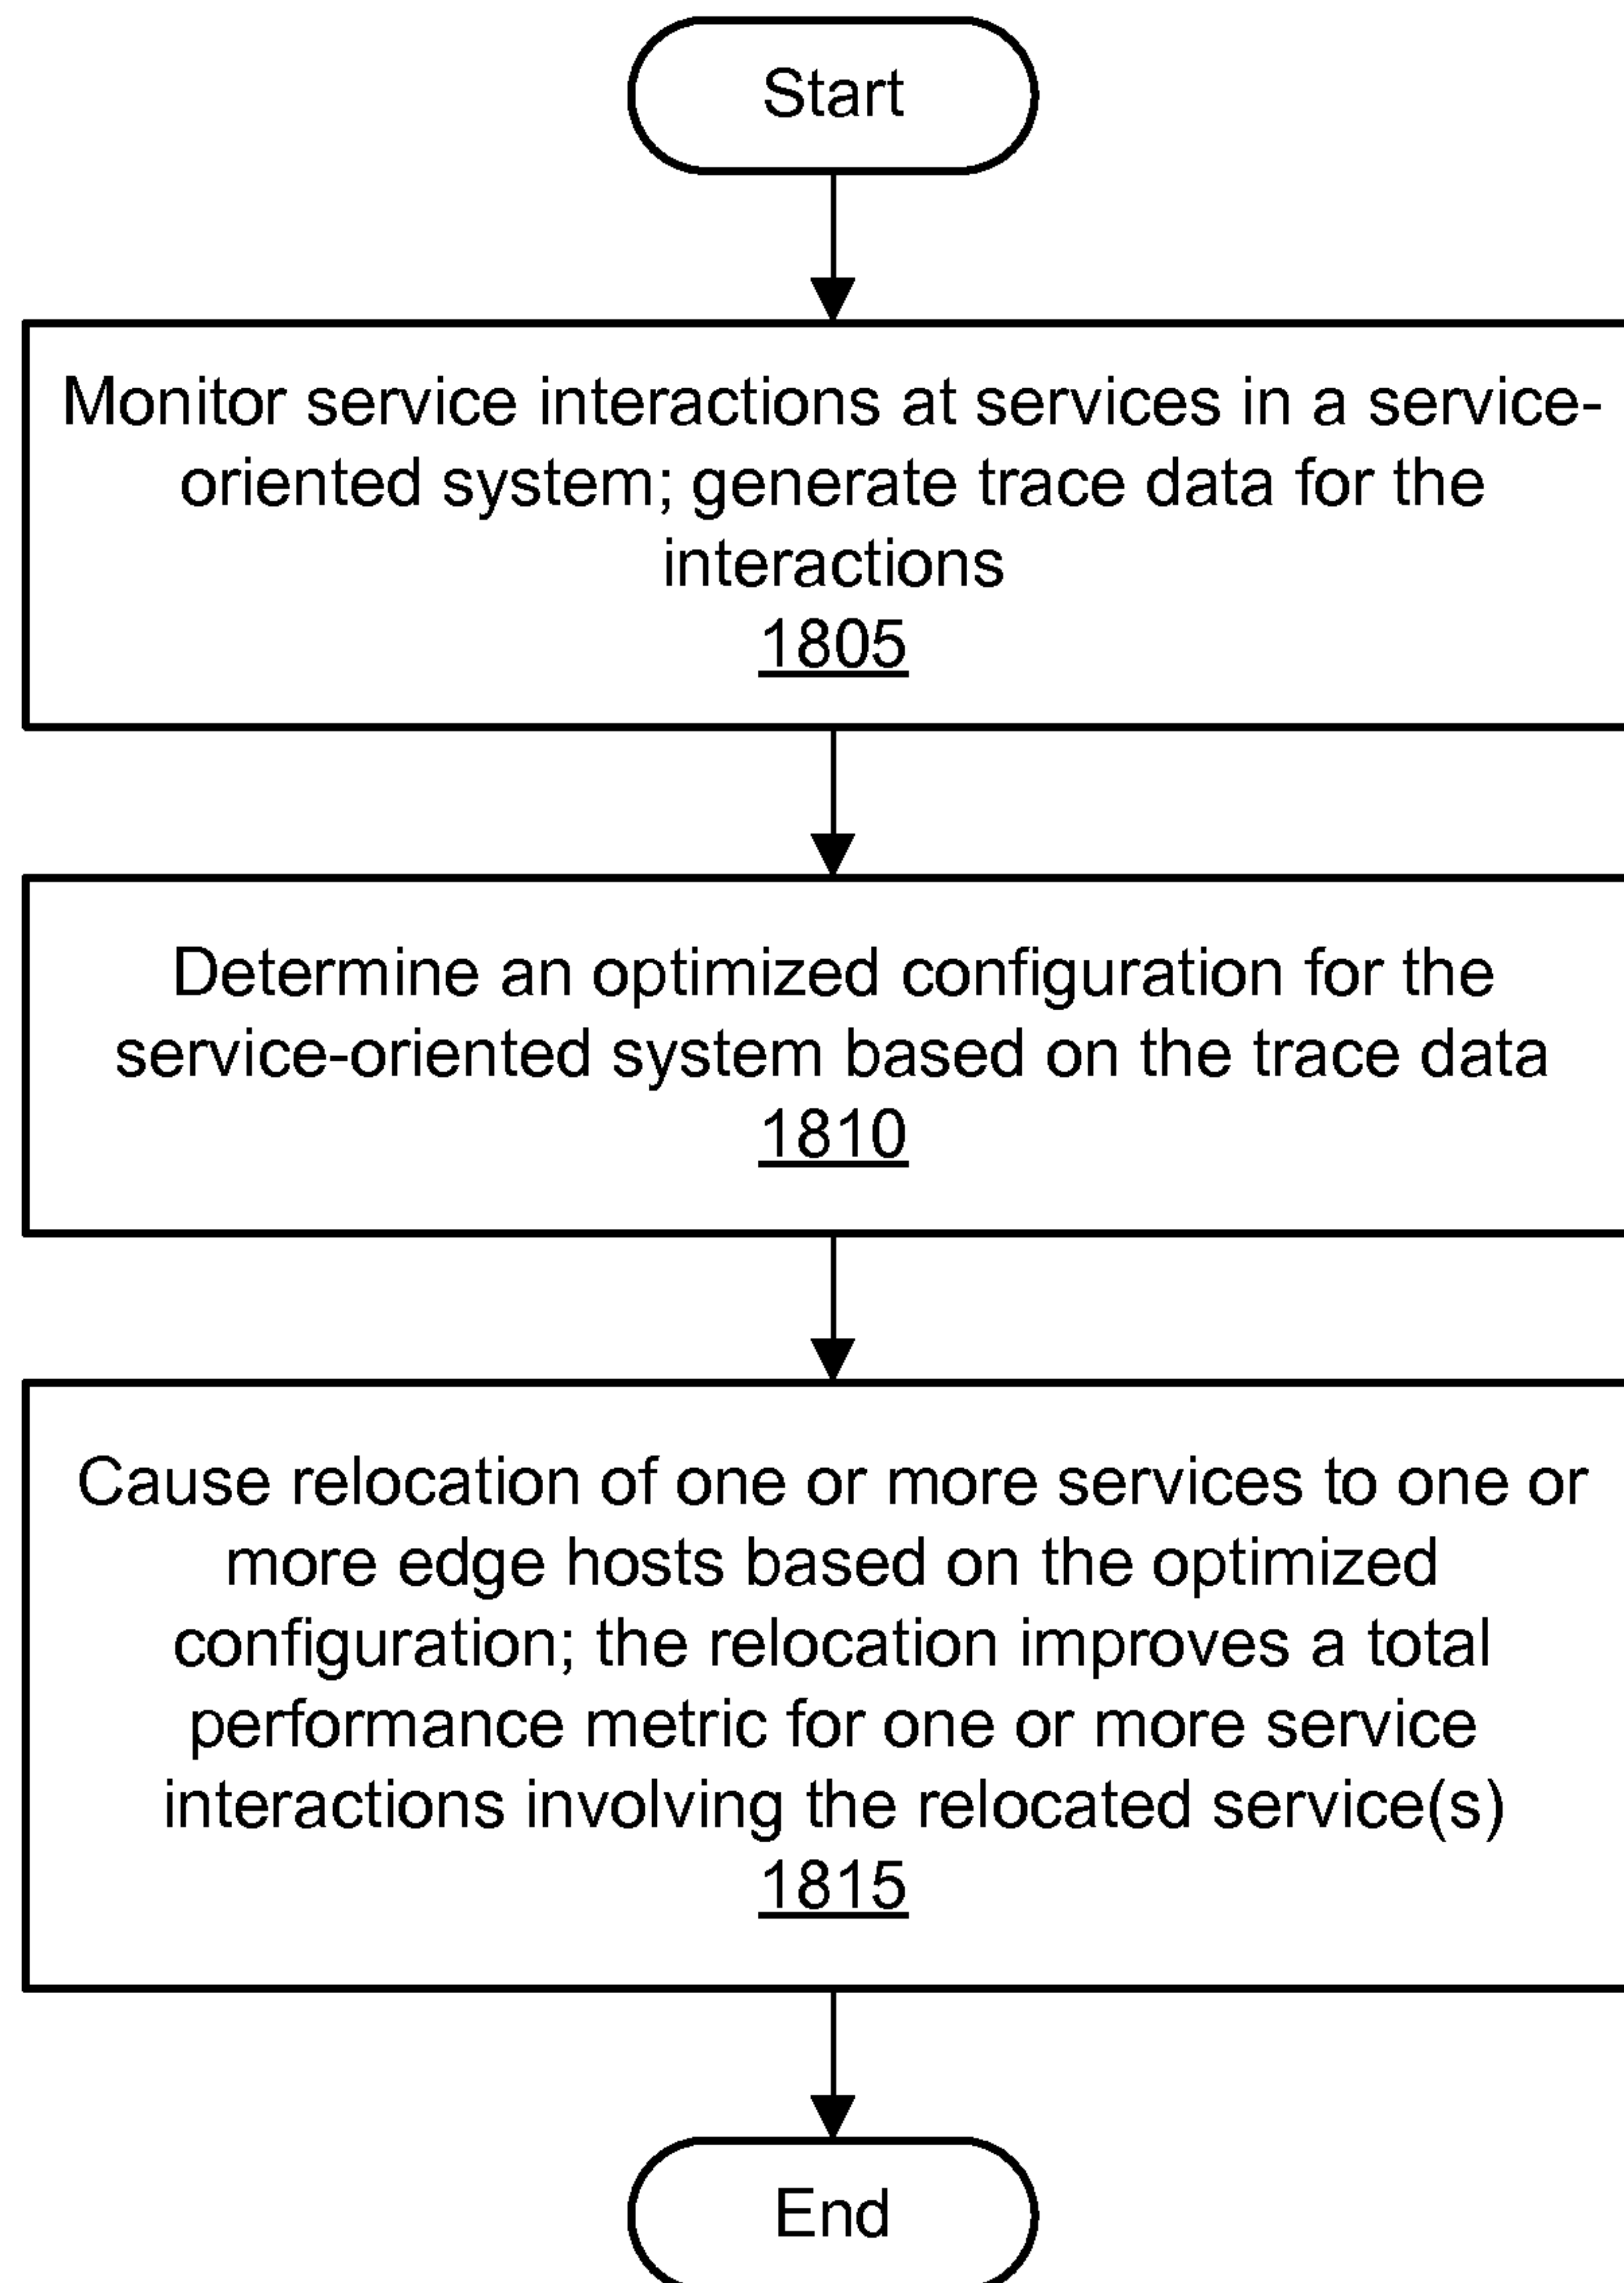 Start
Monitor service interactions at services in a service-
oriented system; generate trace data for the
interactions
1805
Determine an optimized configuration for the
service-oriented system based on the trace data
1810
Cause relocation of one or more services to one or
more edge hosts based on the optimized
configuration; the relocation improves a total
performance metric for one or more service
interactions involving the relocated service(s)
1815
End